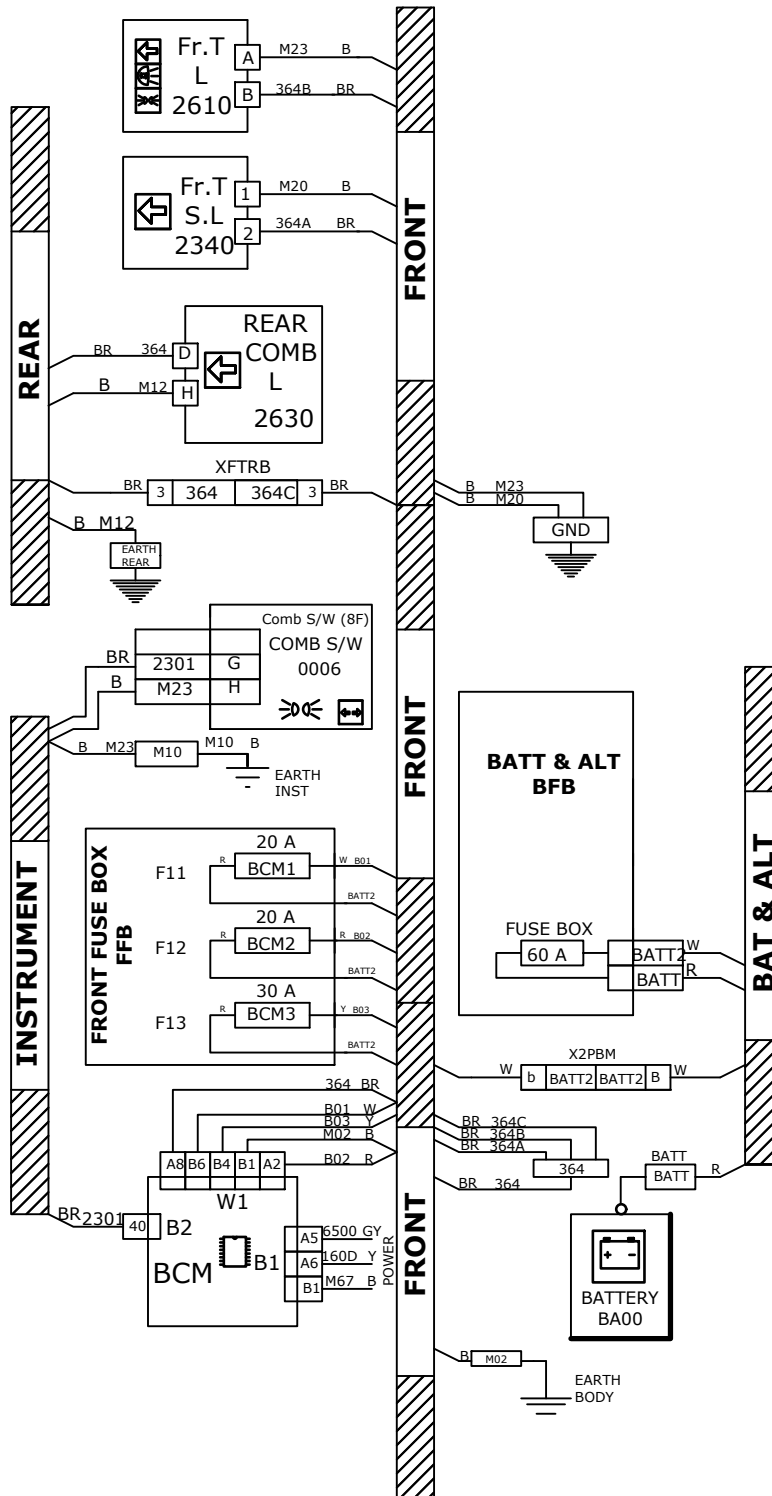 Fr.T
L
2610
A M23 B
B 364B BR
Fr.T
S.L
2340
1 M20 B
2 364A BR
FRONT
REAR
REAR
COMB
L
2630
BR 364 D
B M12 H
XFTRB
BR 3 364 364C 3 BR
B M12
EARTH
REAR
B M23
B M20
GND
Comb S/W (8F)
COMB S/W
0006
BR 2301 G
B M23 H
B M23 M10 M10 B
EARTH
INST
FRONT
BATT & ALT
BFB
FUSE BOX
60 A
BATT2 W
BATT R
BAT & ALT
INSTRUMENT
FRONT FUSE BOX
FFB
20 A
F11 R BCM1 W B01
BATT2
20 A
F12 R BCM2 R B02
BATT2
30 A
F13 R BCM3 Y B03
BATT2
X2PBM
W b BATT2 BATT2 B W
364 BR
B01 W
B03 Y
M02 B
B02 R
A8 B6 B4 B1 A2
W1
BR 2301 40 B2
BCM
B1
A5 6500 GY
A6 160D Y
B1 M67 B
POWER
FRONT
BR 364C
BR 364B
BR 364A
364
BR 364
BATT
BATT R
+ -
BATTERY
BA00
B M02
EARTH
BODY